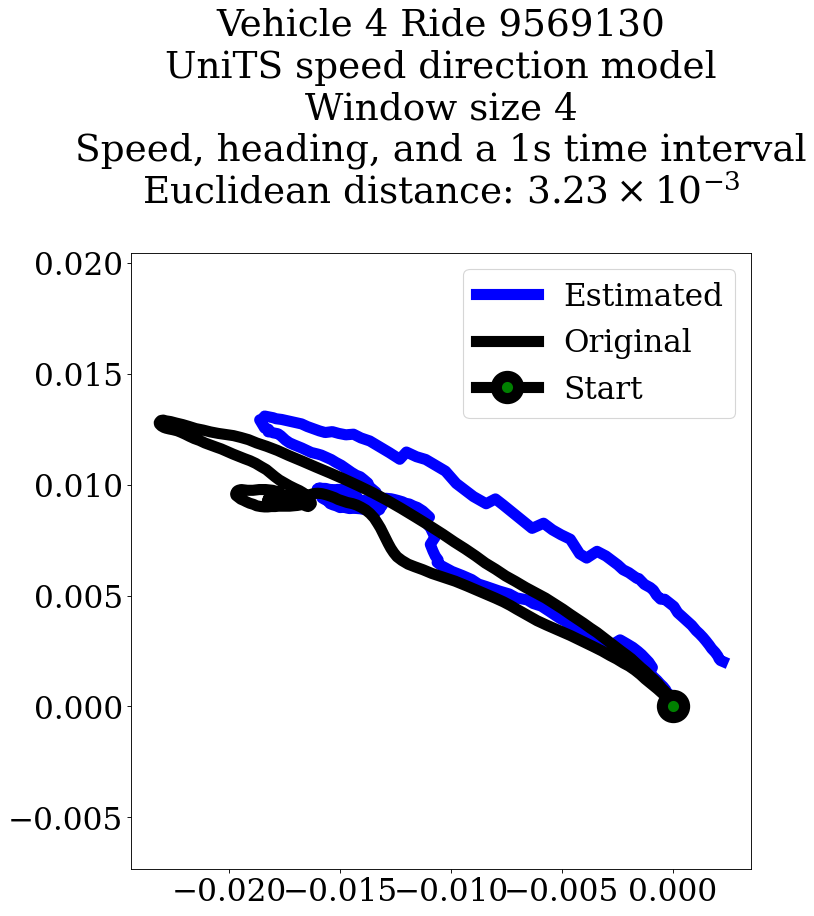 Vehicle 4 Ride 9569130
UniTS speed direction model
Window size 4
Speed, heading, and a 1s time interval
Euclidean distance: 3.23 × 10⁻³
0.020
0.015
0.010
0.005
0.000
−0.005
Estimated
Original
Start
−0.020 −0.015 −0.010 −0.005 0.000